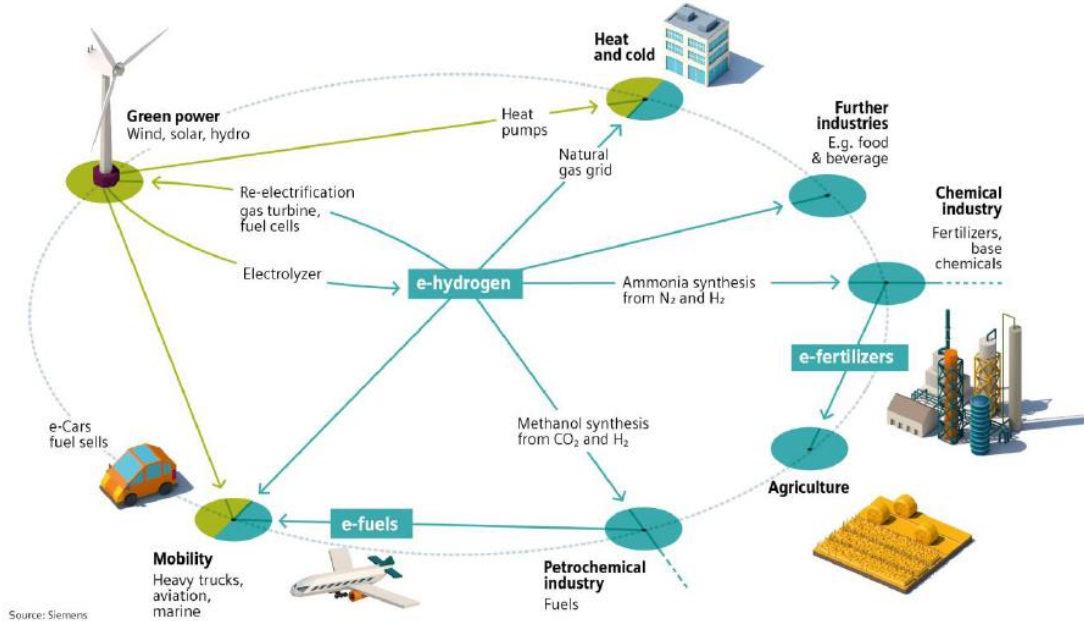 Heat
and cold
Green power
Wind, solar, hydro
Heat
pumps
Further
industries
E.g. food
& beverage
Natural
gas grid
Re-electrification
gas turbine,
fuel cells
Chemical
industry
Fertilizers,
base
chemicals
Electrolyzer
e-hydrogen
Ammonia synthesis
from N₂ and H₂
e-fertilizers
e-Cars
fuel sells
Methanol synthesis
from CO₂ and H₂
Agriculture
e-fuels
Mobility
Heavy trucks,
aviation,
marine
Petrochemical
industry
Fuels
Source: Siemens